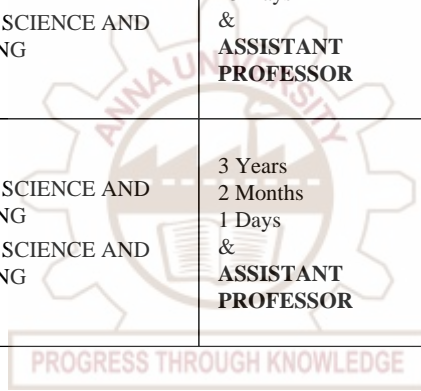 SCIENCE AND
NG
&
ASSISTANT
PROFESSOR
ANNA UNIVERSITY
SCIENCE AND
NG
SCIENCE AND
NG
3 Years
2 Months
1 Days
&
ASSISTANT
PROFESSOR
PROGRESS THROUGH KNOWLEDGE